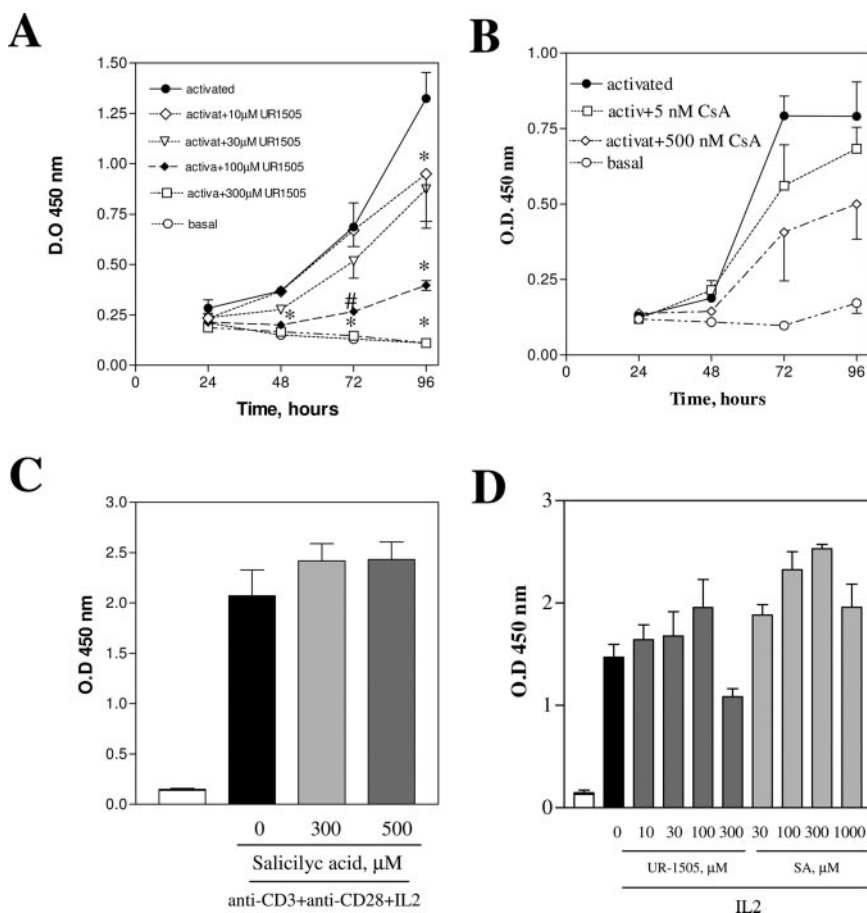 A
D.O 450 nm
1.50
1.25
1.00
0.75
0.50
0.25
0.00
activated
activat+10μM UR1505
activat+30μM UR1505
activa+100μM UR1505
activa+300μM UR1505
basal
*
*
*
#
*
*
0 24 48 72 96
Time, hours
B
O.D. 450 nm
1.00
0.75
0.50
0.25
0.00
activated
activ+5 nM CsA
activat+500 nM CsA
basal
0 24 48 72 96
Time, hours
C
O.D 450 nm
3.0
2.5
2.0
1.5
1.0
0.5
0.0
0 300 500
Salicilyc acid, μM
anti-CD3+anti-CD28+IL2
D
O.D 450 nm
3
2
1
0
0 10 30 100 300 30 100 300 1000
UR-1505, μM SA, μM
IL2